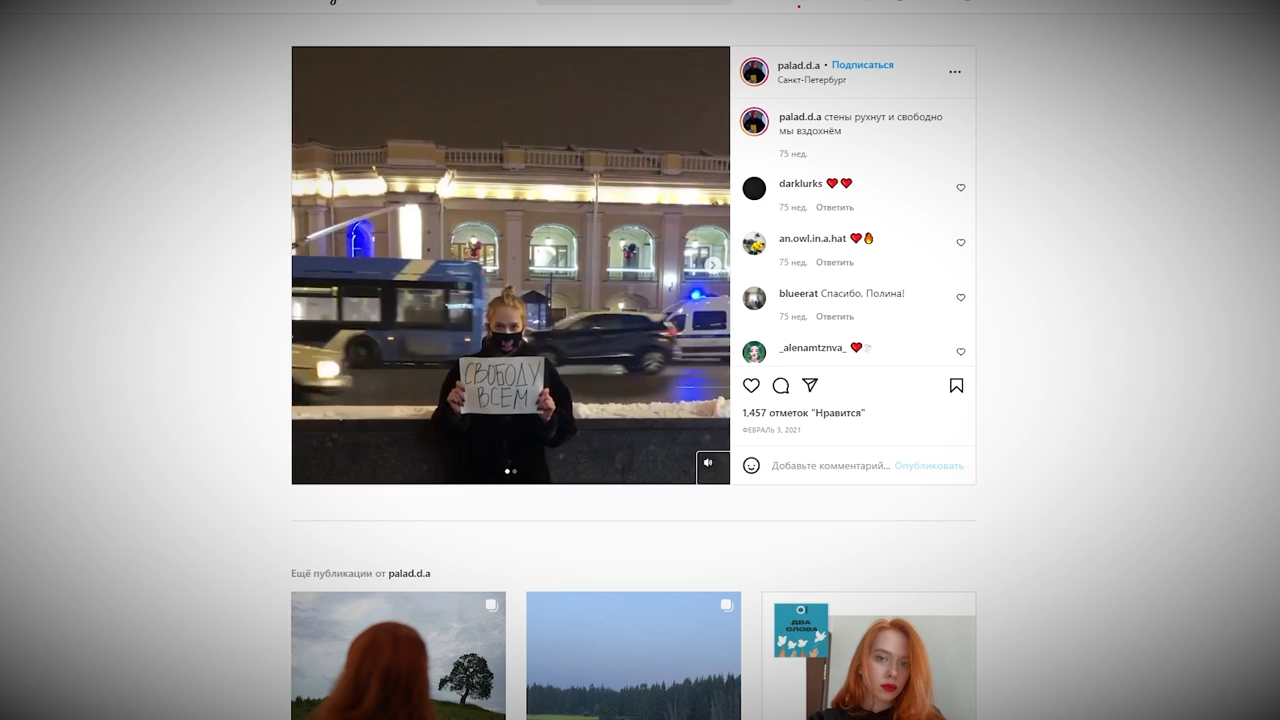 palad.d.a • Подписаться
Санкт-Петербург
palad.d.a стены рухнут и свободно
мы вздохнём
75 нед.
darklurks ❤️ ❤️
75 нед. Ответить
an.owl.in.a.hat ❤️🔥
75 нед. Ответить
blueerat Спасибо, Полина!
75 нед. Ответить
_alenamtznva_ ❤️🕊
СВОБОДУ
ВСЕМ
1,457 отметок "Нравится"
ФЕВРАЛЬ 3, 2021
Добавьте комментарий... Опубликовать
Ещё публикации от palad.d.a
ДВА
СЛОВА